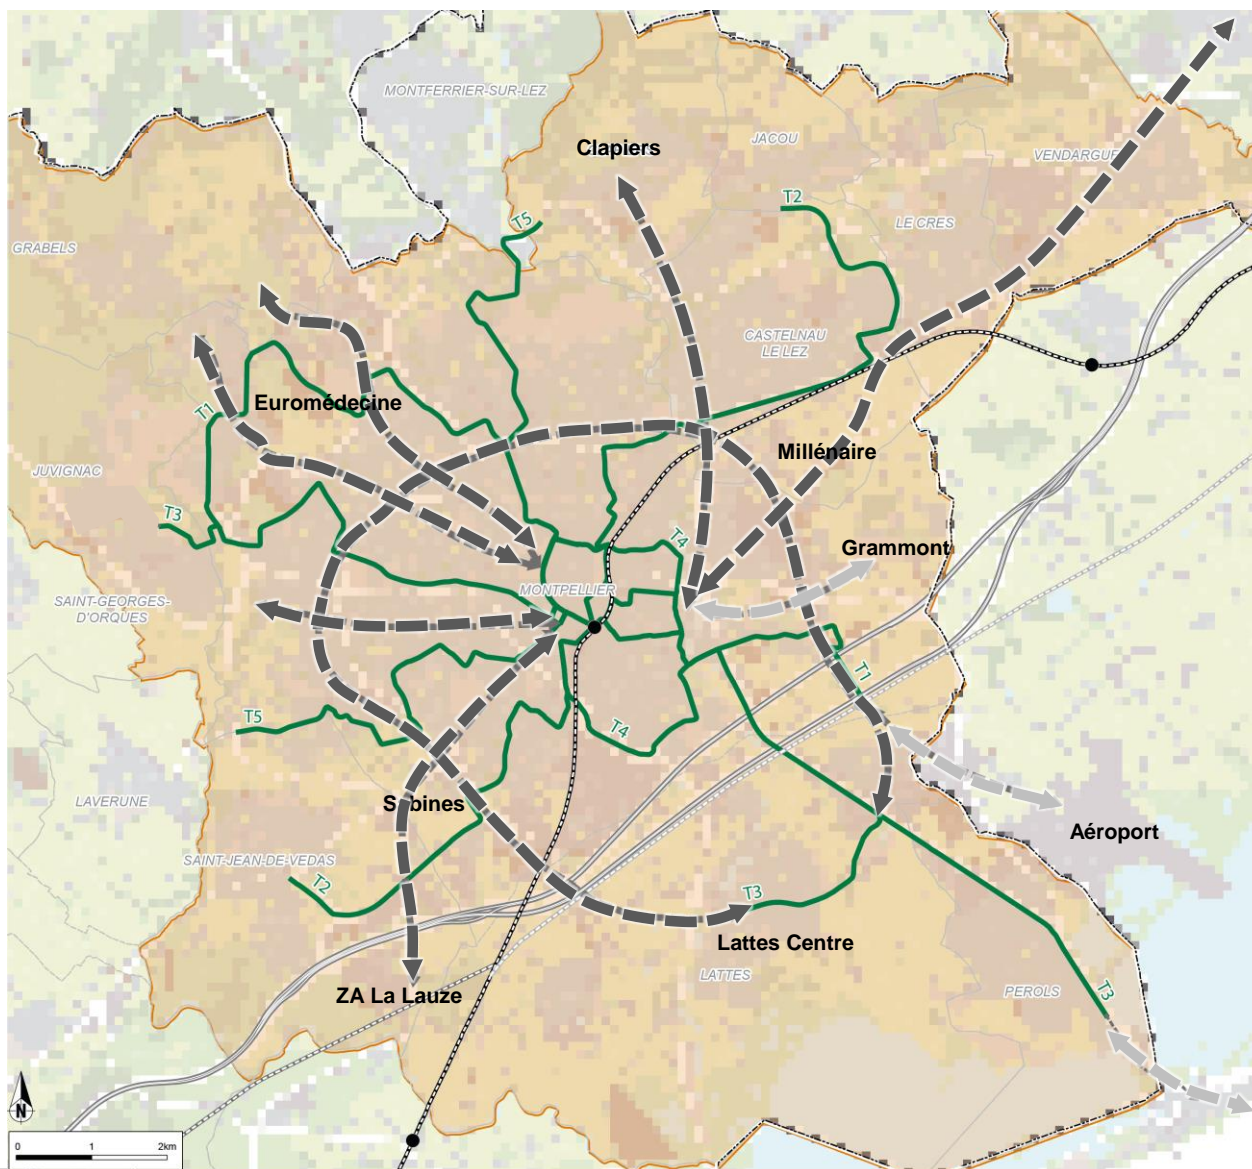 MONTFERRIER-SUR-LEZ
Clapiers
JACOU
VENDARGUE
T2
T5
LE CRES
GRABELS
CASTELNAU
LE LEZ
T1
Euromédecine
JUVIGNAC
Millénaire
T3
T4
Grammont
MONTPELLIER
SAINT-GEORGES-
D'ORQUES
T1
T5
T4
LAVERUNE
Sabines
Aéroport
SAINT-JEAN-DE-VEDAS
T2
T3
Lattes Centre
LATTES
ZA La Lauze
PEROLS
T3
N
0 1 2km